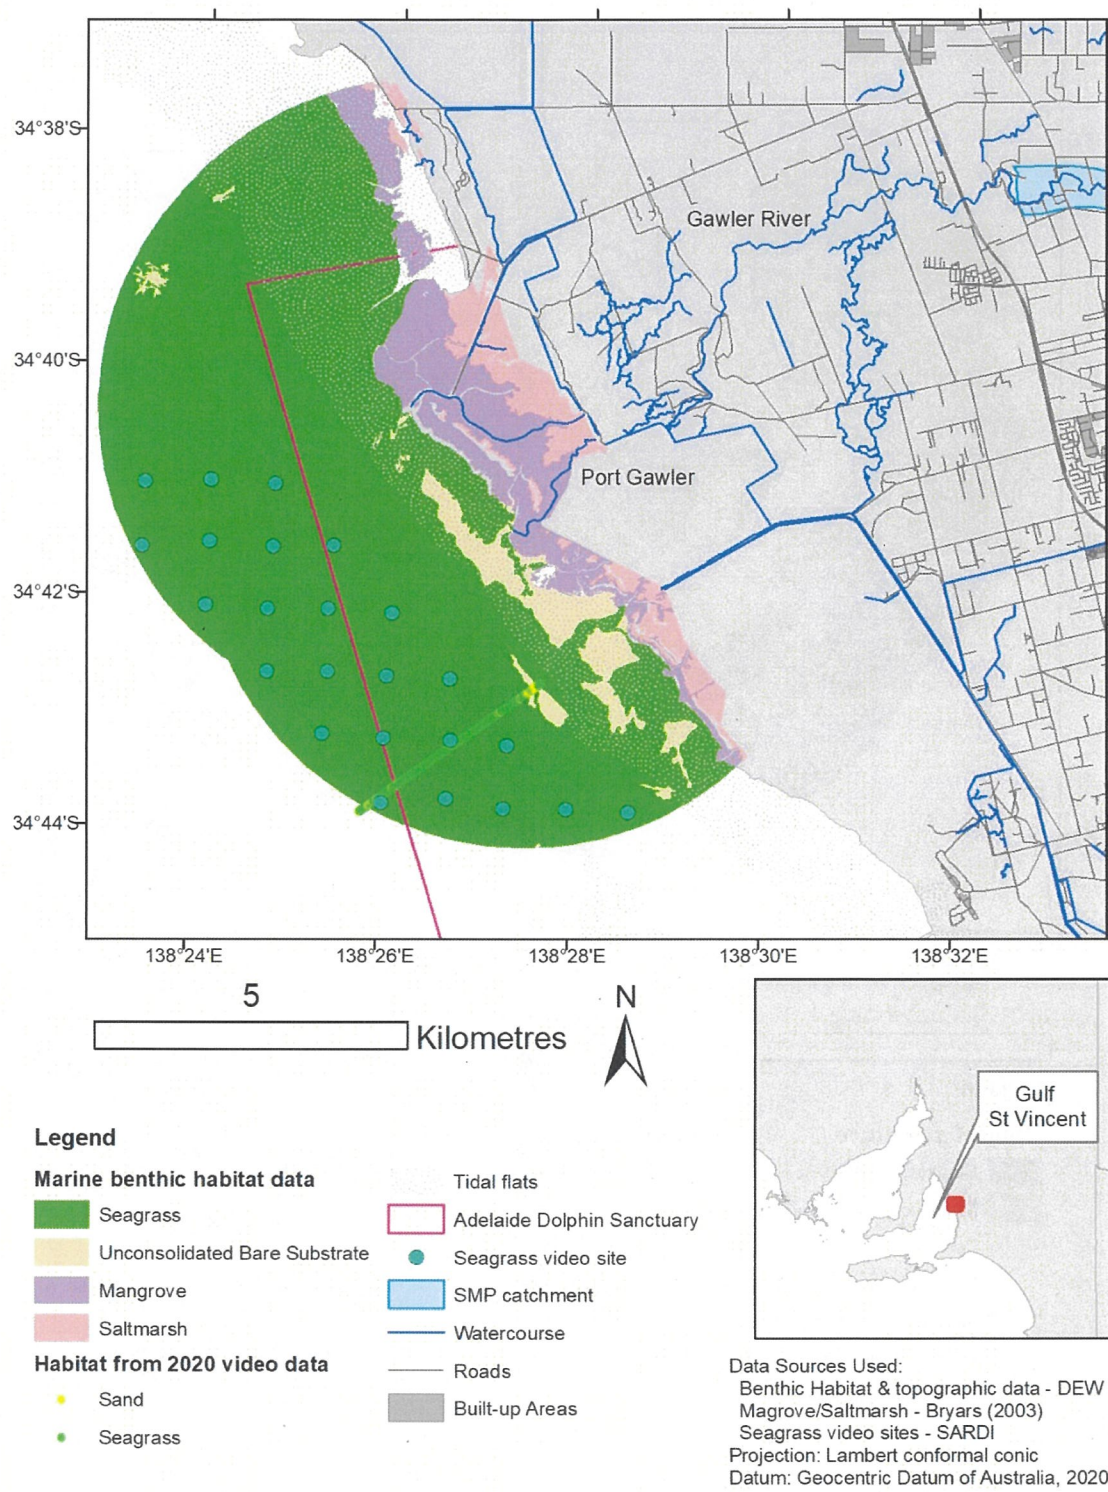 34°38'S
34°40'S
34°42'S
34°44'S
Gawler River
Port Gawler
138°24'E
138°26'E
138°28'E
138°30'E
138°32'E
5
Kilometres
N
Gulf
St Vincent
Legend
Marine benthic habitat data
Seagrass
Unconsolidated Bare Substrate
Mangrove
Saltmarsh
Habitat from 2020 video data
Sand
Seagrass
Tidal flats
Adelaide Dolphin Sanctuary
Seagrass video site
SMP catchment
Watercourse
Roads
Built-up Areas
Data Sources Used:
Benthic Habitat & topographic data - DEW
Magrove/Saltmarsh - Bryars (2003)
Seagrass video sites - SARDI
Projection: Lambert conformal conic
Datum: Geocentric Datum of Australia, 2020